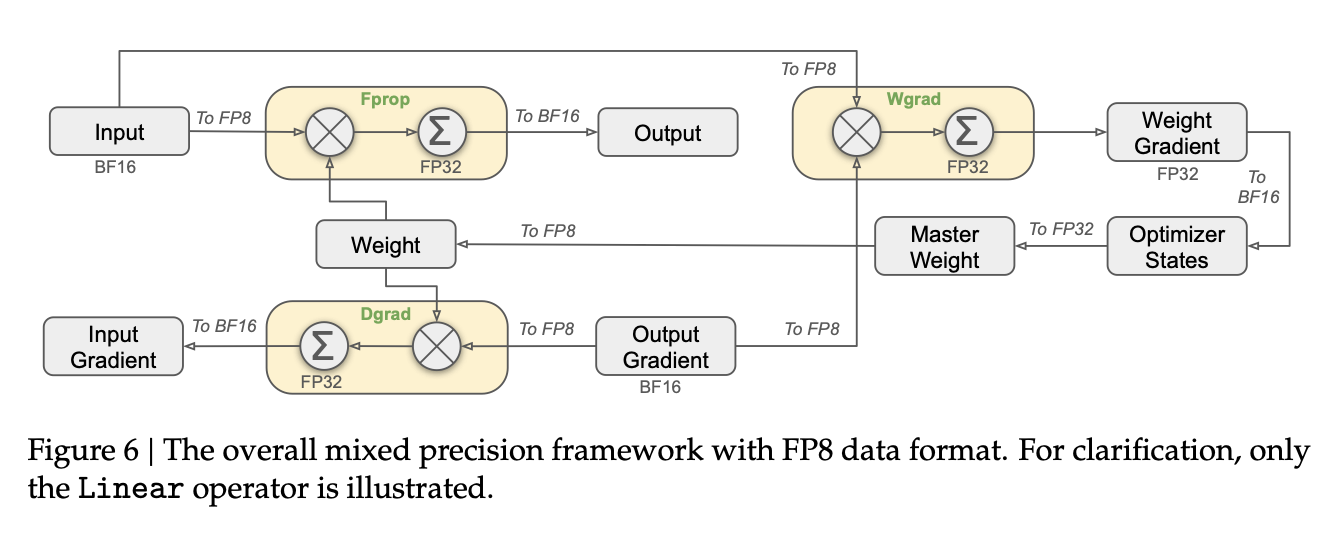 To FP8
Fprop
Wgrad
Input
To FP8
Σ
To BF16
Output
Σ
Weight
Gradient
BF16
FP32
FP32
FP32
To
BF16
Weight
To FP8
Master
Weight
To FP32
Optimizer
States
Dgrad
Input
Gradient
To BF16
Σ
FP32
To FP8
Output
Gradient
BF16
To FP8
Figure 6 | The overall mixed precision framework with FP8 data format. For clarification, only
the Linear operator is illustrated.